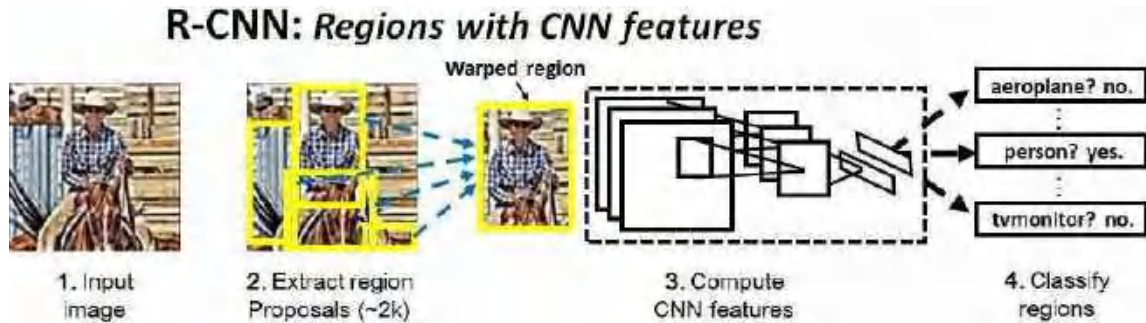 R-CNN: Regions with CNN features
Warped region
aeroplane? no.
person? yes.
tvmonitor? no.
1. Input
image
2. Extract region
Proposals (~2k)
3. Compute
CNN features
4. Classify
regions